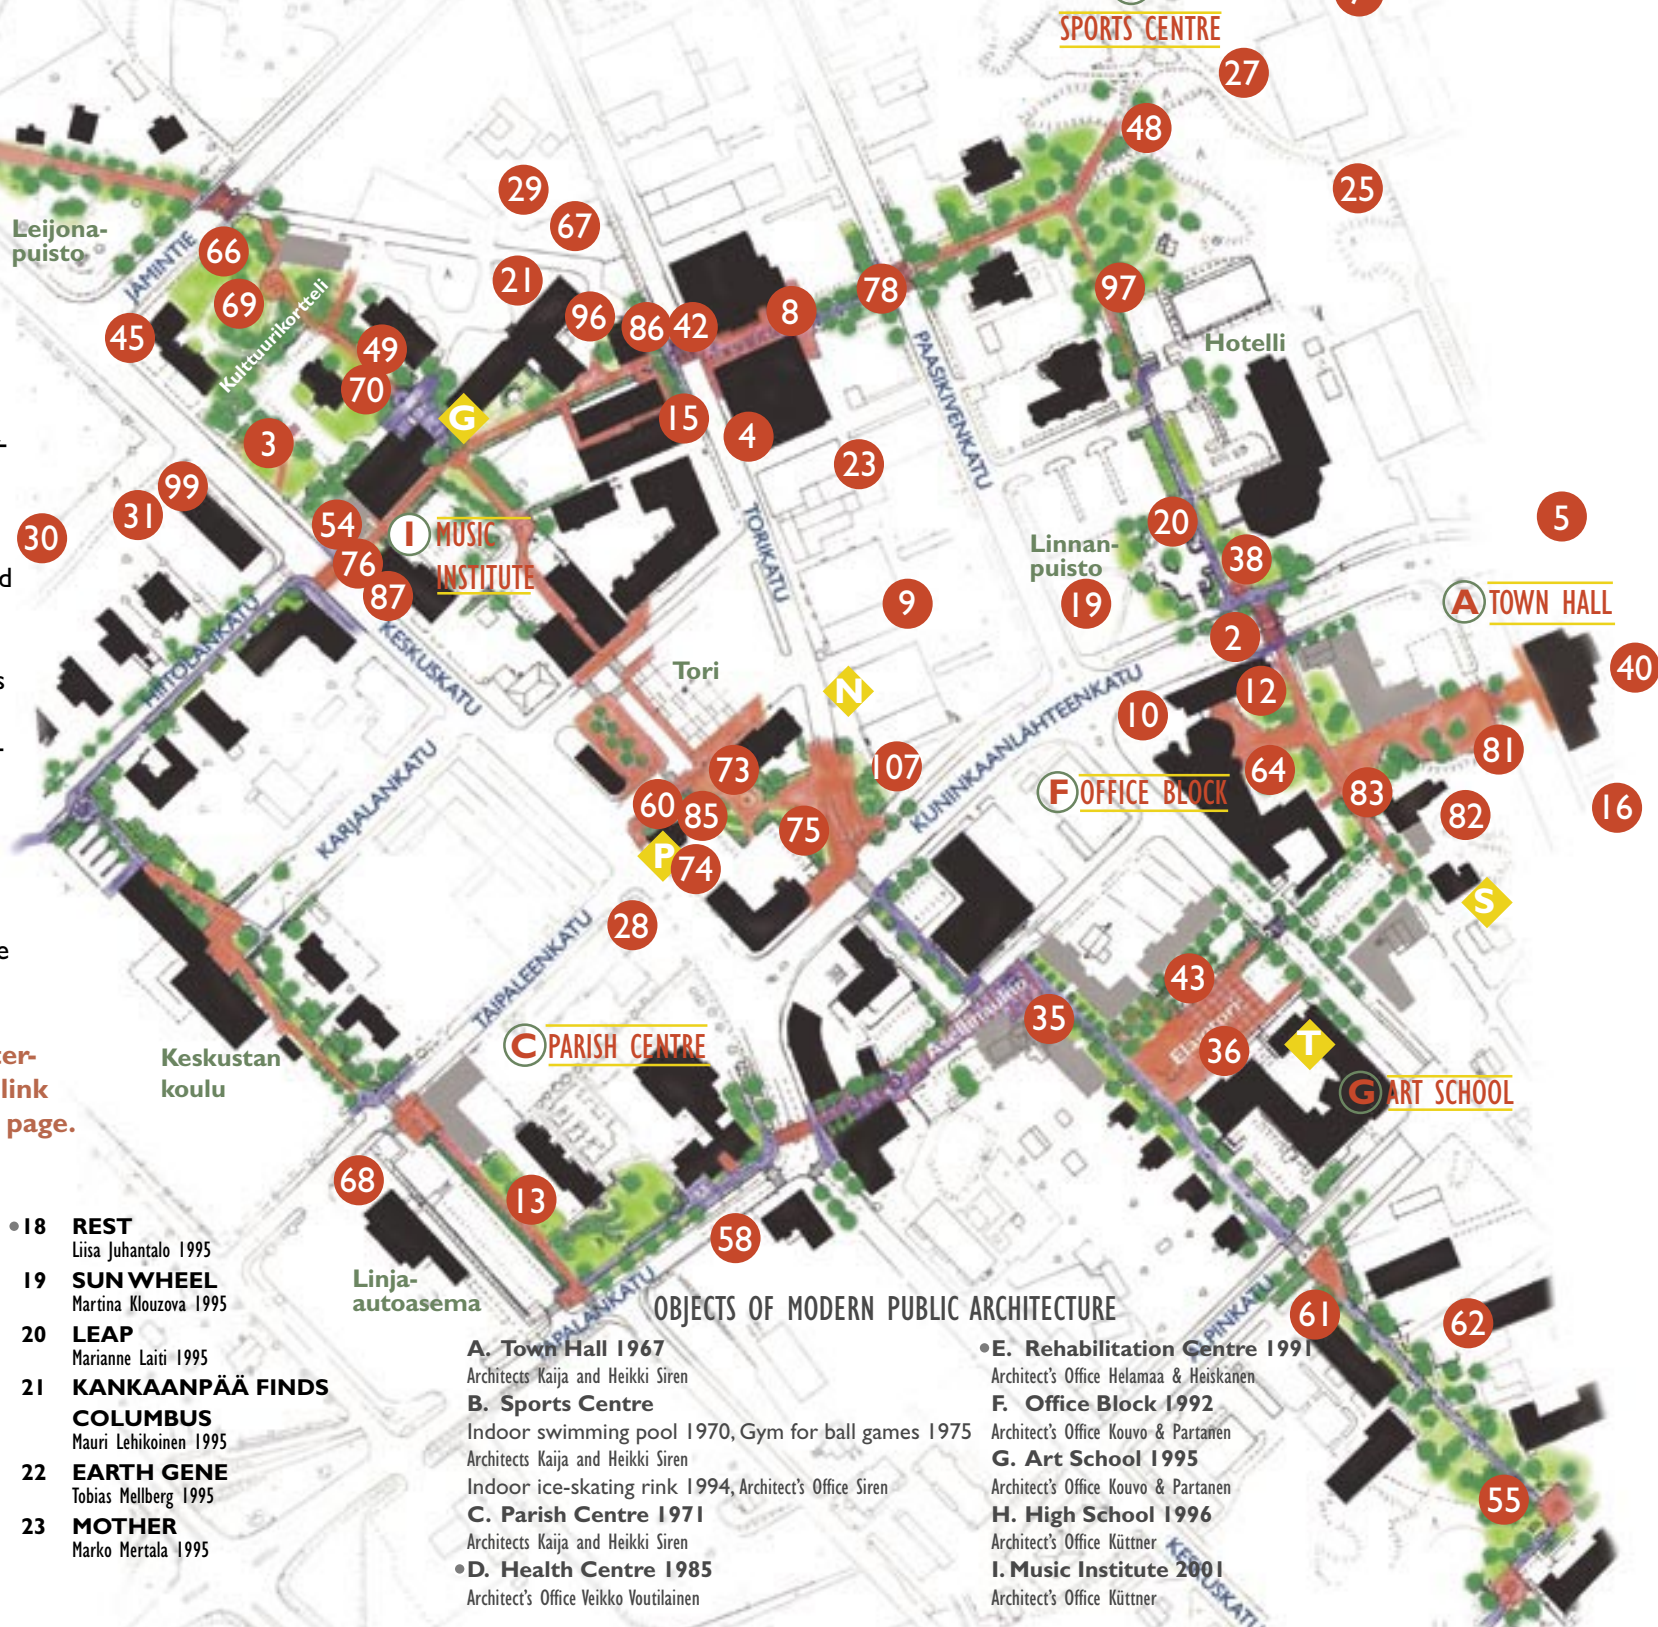 SPORTS CENTRE
27
48
29
25
67
Leijona-
puisto
66
JÄMINTIE
21
69
Kulttuurikortteli
97
78
8
96
86
42
45
49
Hotelli
PAASIKIVENKATU
70
G
15
4
3
23
99
31
30
54
I
MUSIC
INSTITUTE
76
87
TORIKATU
20
5
Linnan-
puisto
38
d
9
19
A
TOWN HALL
2
HIITOLANKATU
KESKUSKATU
Tori
s
N
40
12
10
KUNINKAANLÄHTEENKATU
81
KARJALANKATU
73
107
64
F
OFFICE BLOCK
83
60
85
75
82
16
P
74
S
28
TAIPALEENKATU
e
43
35
36
T
C
PARISH CENTRE
Keskustan
koulu
ter-
link
page.
G
ART SCHOOL
68
13
58
Linja-
autoasema
61
62
55
•18 REST
Liisa Juhantalo 1995
19 SUN WHEEL
Martina Klouzova 1995
20 LEAP
Marianne Laiti 1995
21 KANKAANPÄÄ FINDS
COLUMBUS
Mauri Lehikoinen 1995
22 EARTH GENE
Tobias Mellberg 1995
23 MOTHER
Marko Mertala 1995
OBJECTS OF MODERN PUBLIC ARCHITECTURE
A. Town Hall 1967
Architects Kaija and Heikki Siren
B. Sports Centre
Indoor swimming pool 1970, Gym for ball games 1975
Architects Kaija and Heikki Siren
Indoor ice-skating rink 1994, Architect's Office Siren
C. Parish Centre 1971
Architects Kaija and Heikki Siren
•D. Health Centre 1985
Architect's Office Veikko Voutilainen
•E. Rehabilitation Centre 1991
Architect's Office Helamaa & Heiskanen
F. Office Block 1992
Architect's Office Kouvo & Partanen
G. Art School 1995
Architect's Office Kouvo & Partanen
H. High School 1996
Architect's Office Küttner
I. Music Institute 2001
Architect's Office Küttner
KESKUSKATU